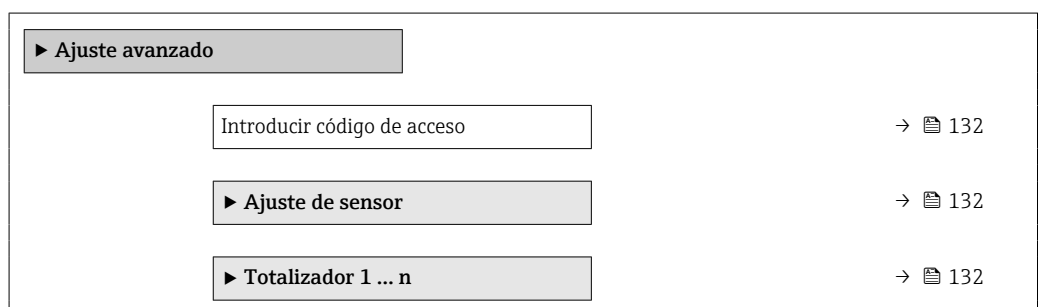 ▶ Ajuste avanzado
Introducir código de acceso → 132
▶ Ajuste de sensor → 132
▶ Totalizador 1 … n → 132